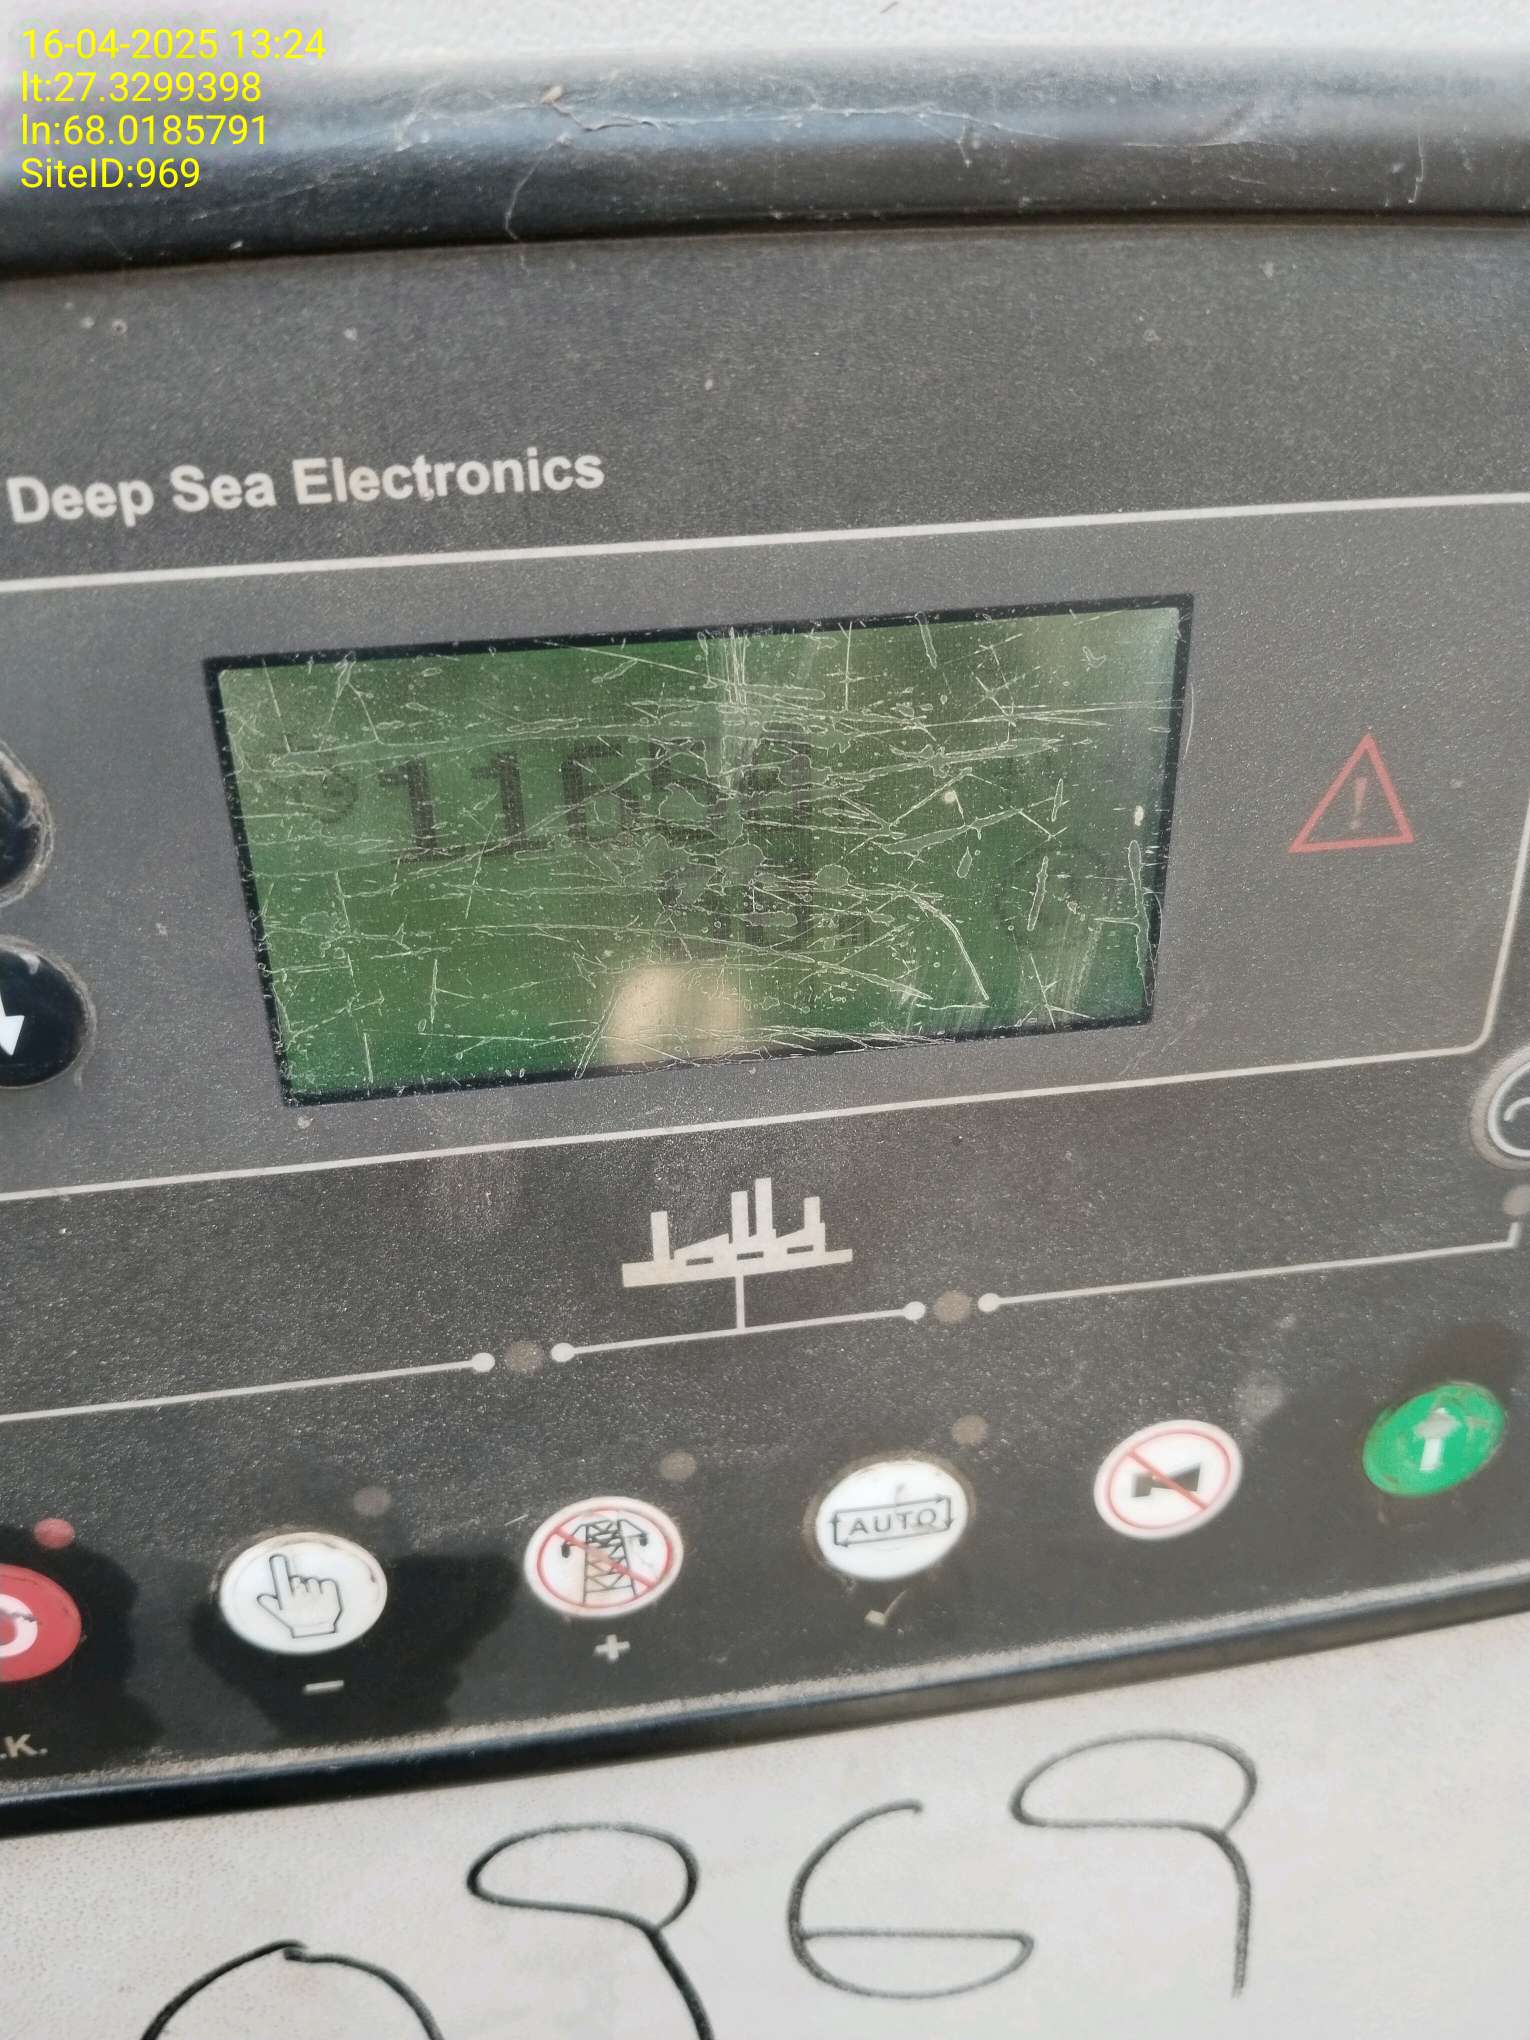 16-04-2025 13:24
lt:27.3299398
ln:68.0185791
SiteID:969
Deep Sea Electronics
AUTO
-
+
.K.
969